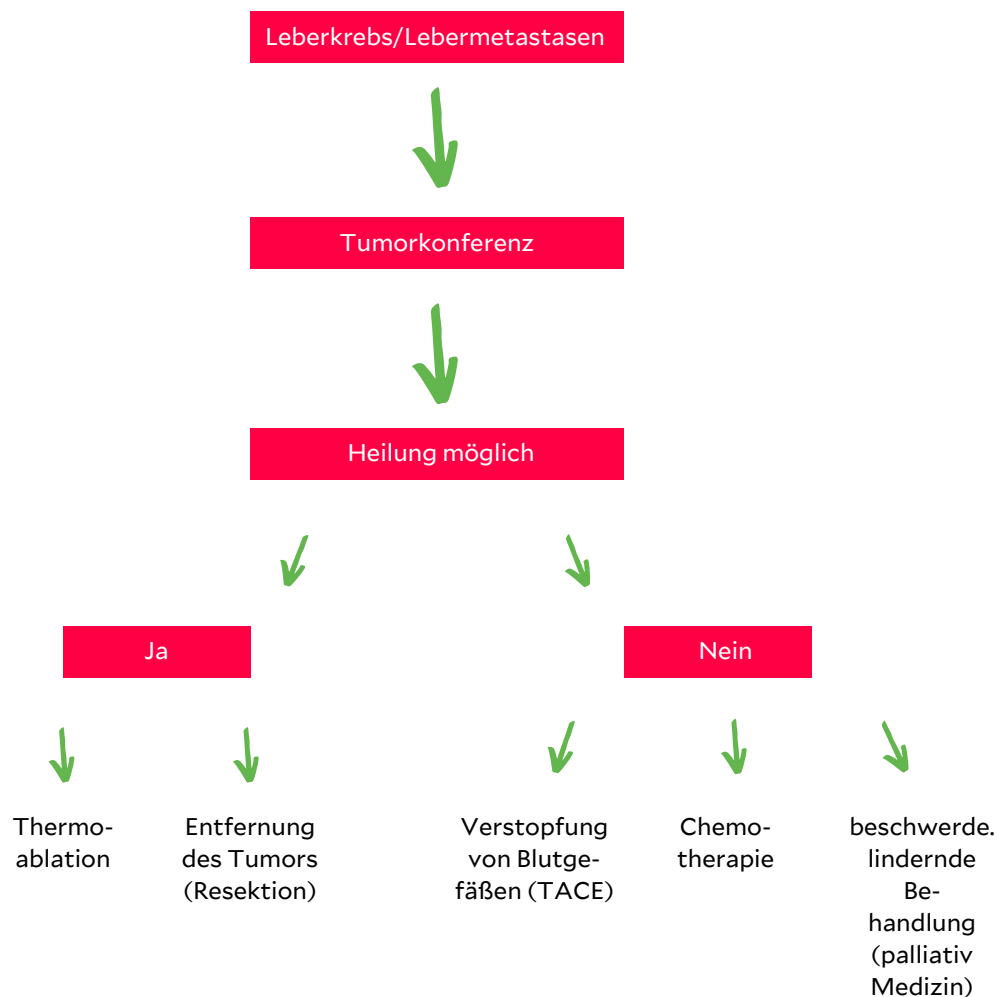 Leberkrebs/Lebermetastasen
Tumorkonferenz
Heilung möglich
Ja
Nein
Thermo-
ablation
Entfernung
des Tumors
(Resektion)
Verstopfung
von Blutge-
fäßen (TACE)
Chemo-
therapie
beschwerde.
lindernde
Be-
handlung
(palliativ
Medizin)